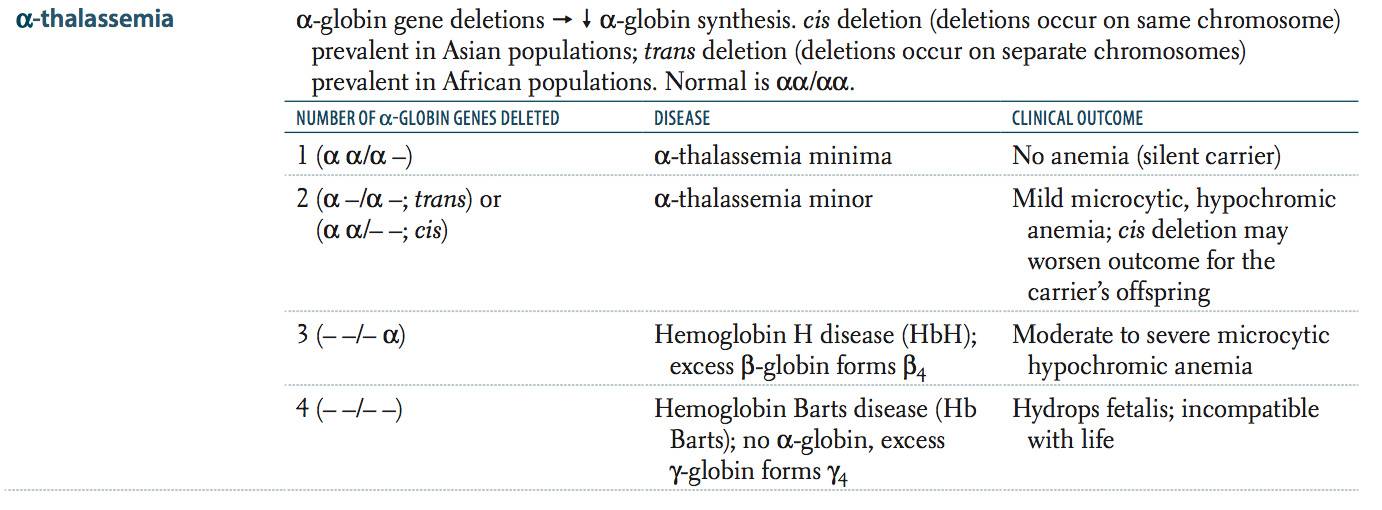 α-thalassemia
α-globin gene deletions → ↓ α-globin synthesis. cis deletion (deletions occur on same chromosome)
prevalent in Asian populations; trans deletion (deletions occur on separate chromosomes)
prevalent in African populations. Normal is αα/αα.
NUMBER OF α-GLOBIN GENES DELETED DISEASE CLINICAL OUTCOME
1 (α α/α –) α-thalassemia minima No anemia (silent carrier)
2 (α –/α –; trans) or α-thalassemia minor Mild microcytic, hypochromic
(α α/– –; cis) anemia; cis deletion may
worsen outcome for the
carrier’s offspring
3 (– –/– α) Hemoglobin H disease (HbH); Moderate to severe microcytic
excess β-globin forms β₄ hypochromic anemia
4 (– –/– –) Hemoglobin Barts disease (Hb Hydrops fetalis; incompatible
Barts); no α-globin, excess with life
γ-globin forms γ₄